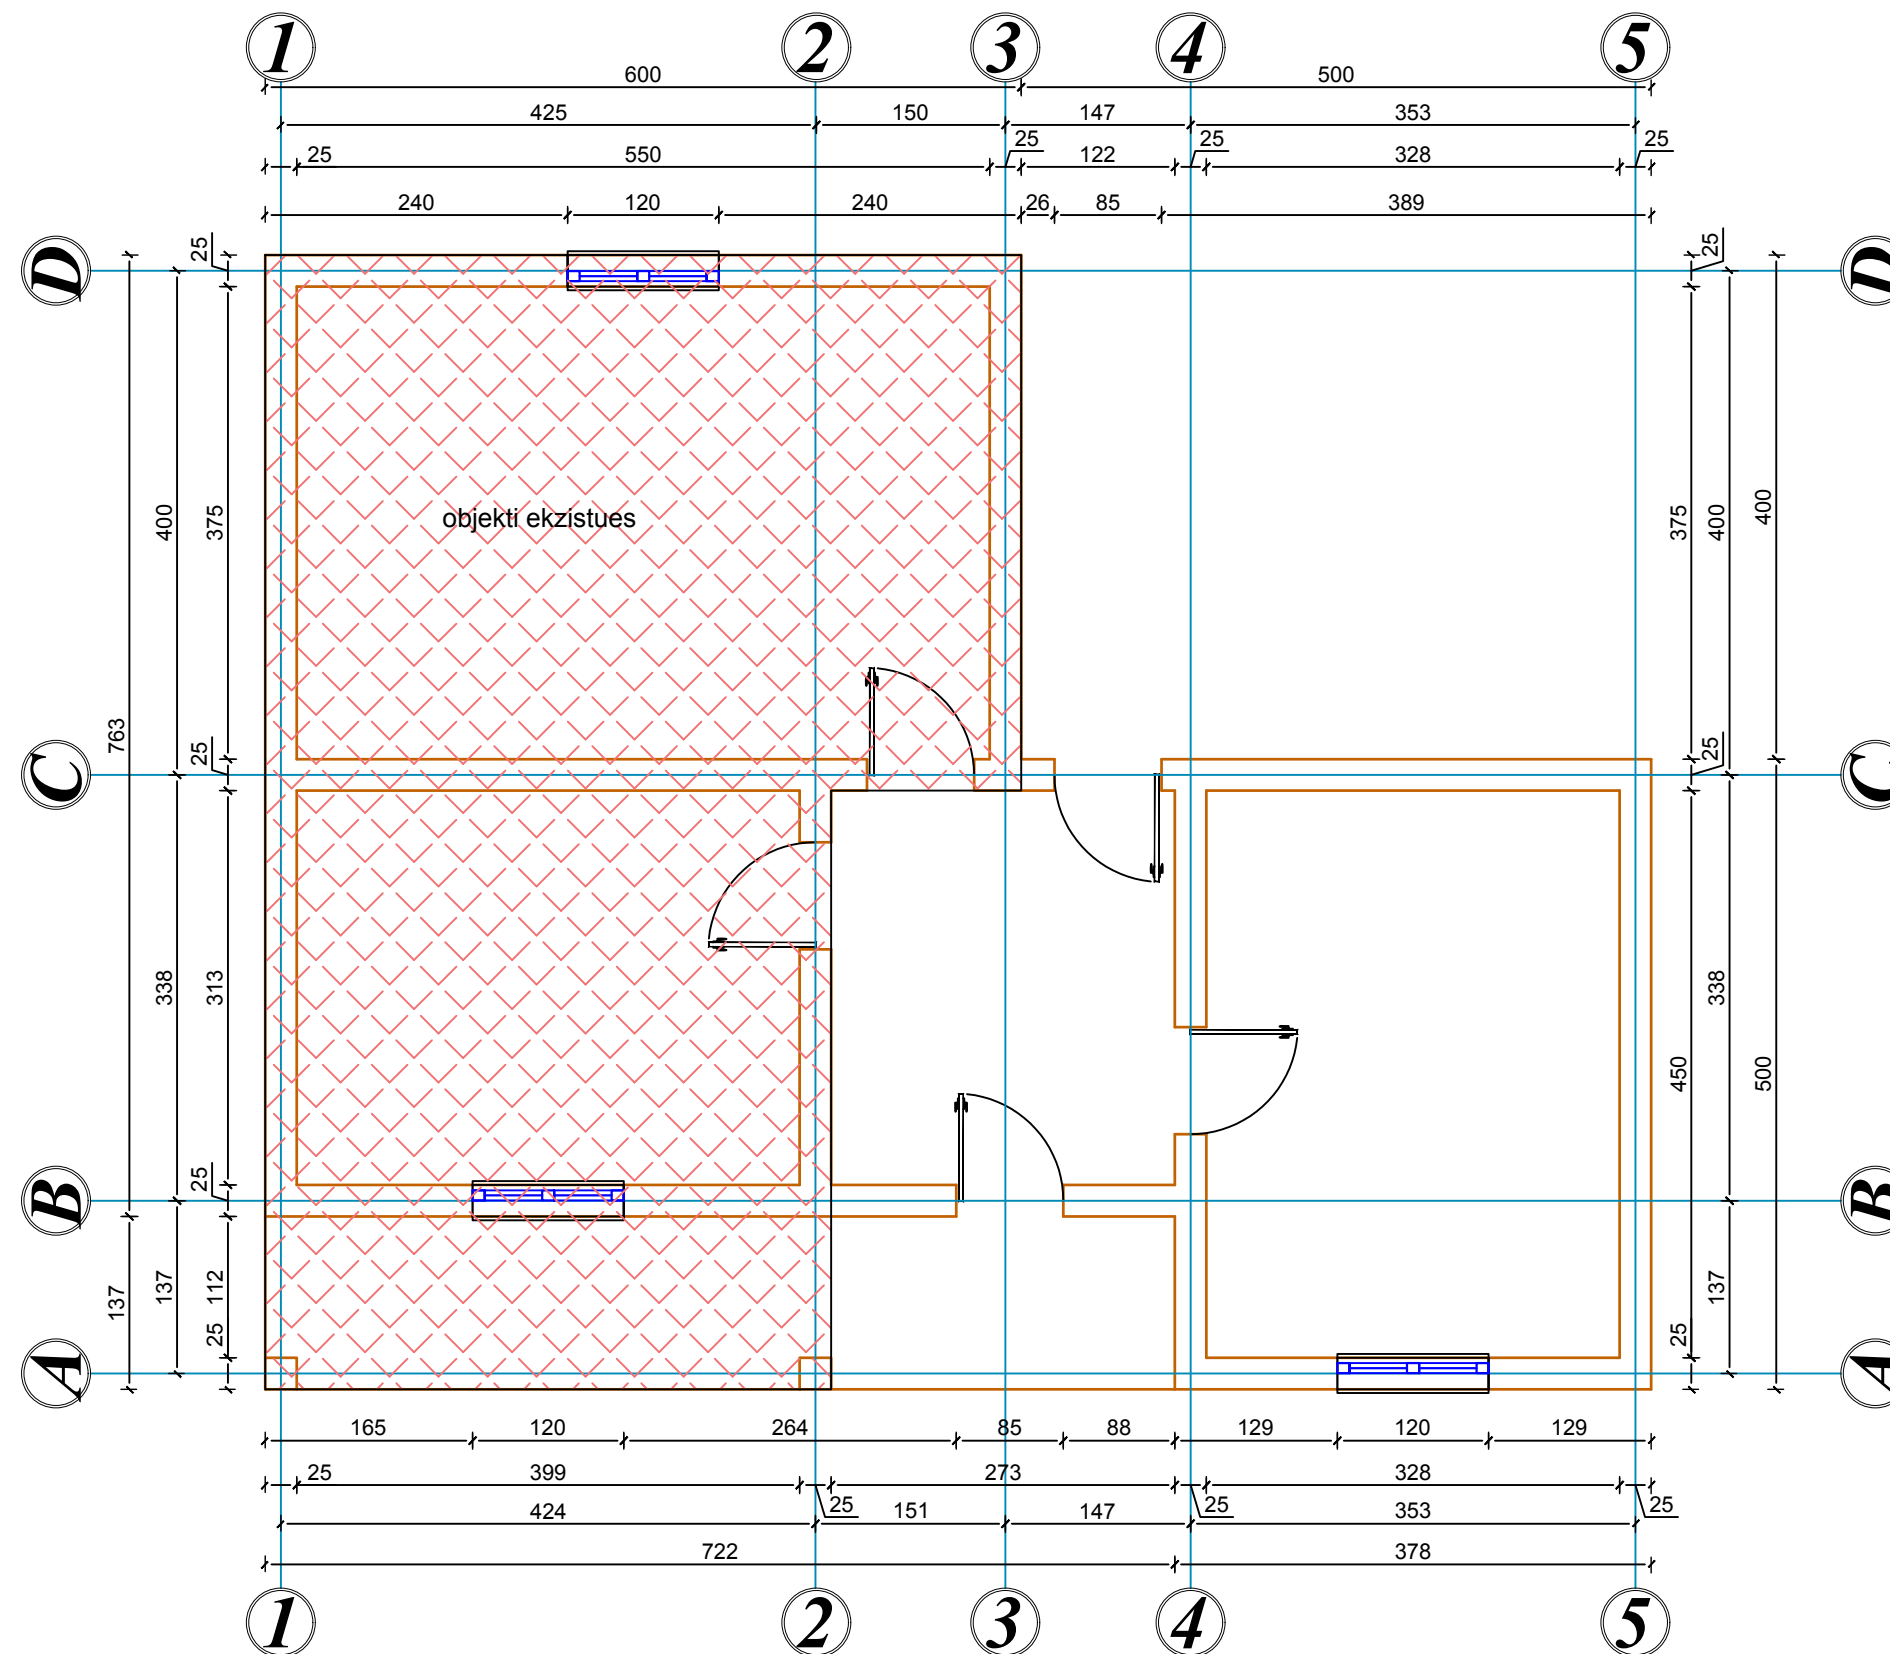 1 2 3 4 5
600 500
425 150 147 353
25 550 25 122 25 328 25
240 120 240 26 85 389
D 25 25 D
763 400 375 375 400 400
objekti ekzistues
C 25 25 C
338 313 450 338 500
B 25 B
137 137 112 137
25 25
A A
165 120 264 85 88 129 120 129
25 399 25 273 25 328 25
424 151 147 353
722 378
1 2 3 4 5